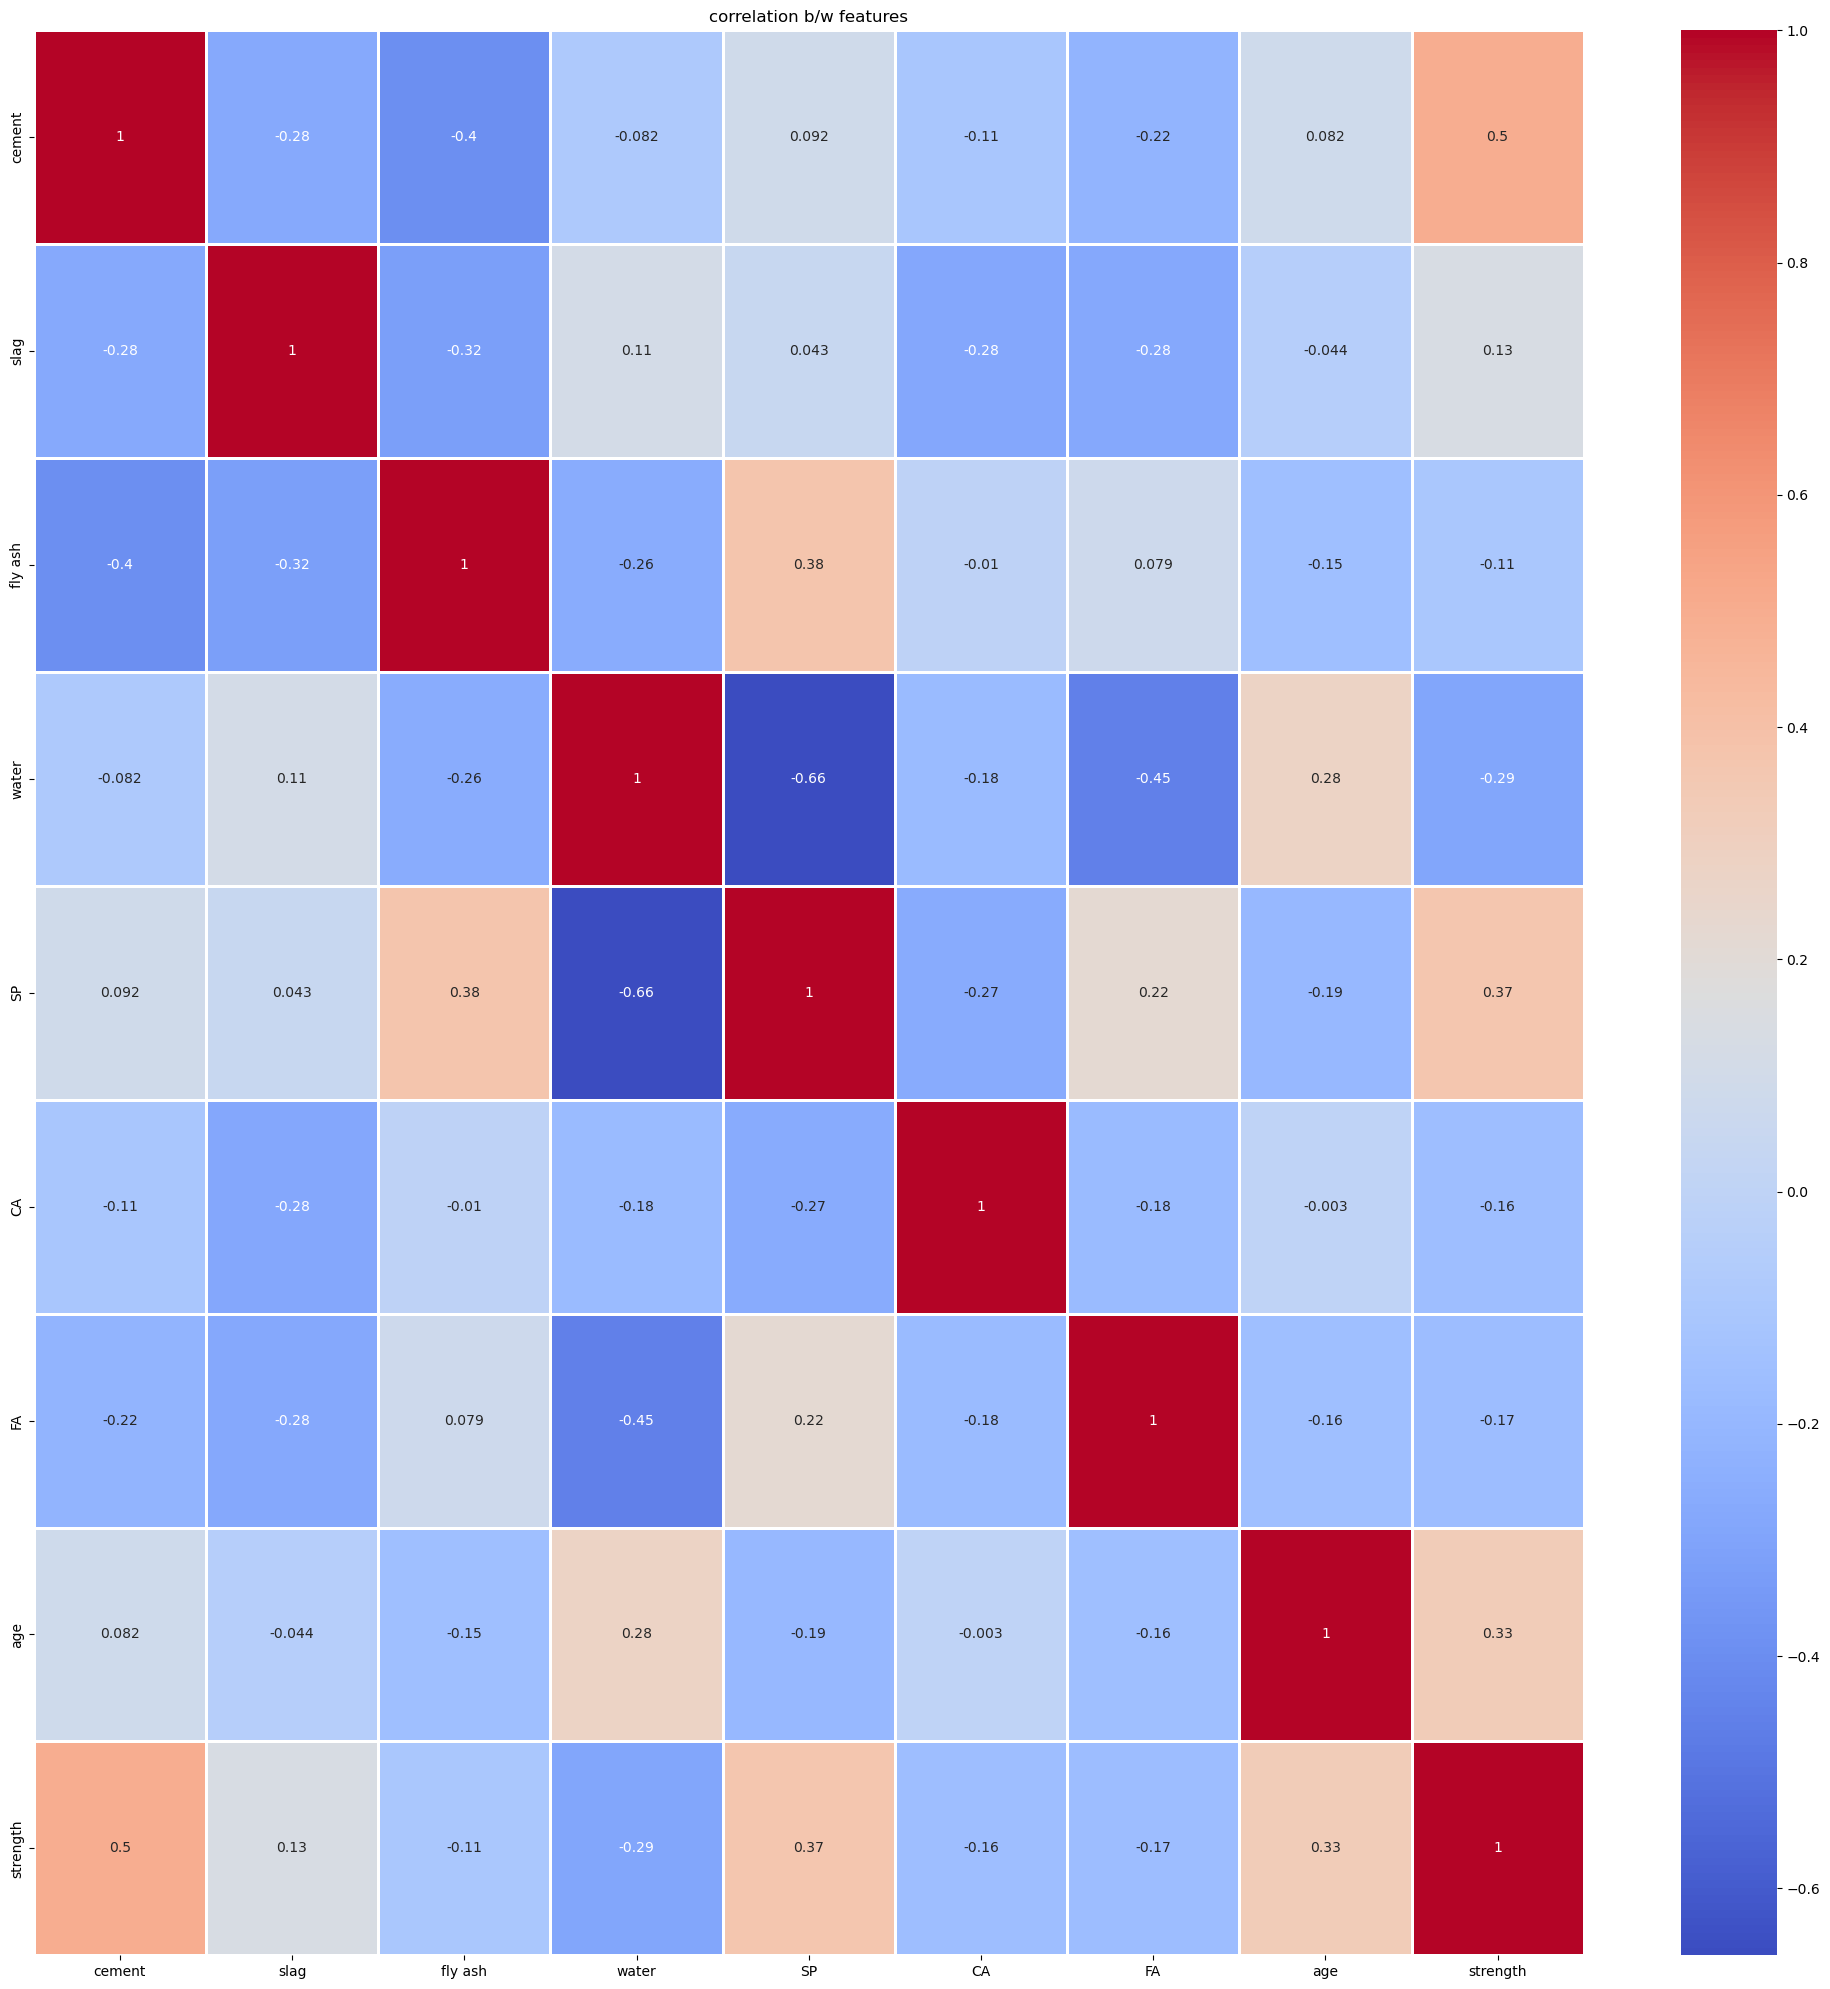 correlation b/w features
cement 1 -0.28 -0.4 -0.082 0.092 -0.11 -0.22 0.082 0.5
slag -0.28 1 -0.32 0.11 0.043 -0.28 -0.28 -0.044 0.13
fly ash -0.4 -0.32 1 -0.26 0.38 -0.01 0.079 -0.15 -0.11
water -0.082 0.11 -0.26 1 -0.66 -0.18 -0.45 0.28 -0.29
SP 0.092 0.043 0.38 -0.66 1 -0.27 0.22 -0.19 0.37
CA -0.11 -0.28 -0.01 -0.18 -0.27 1 -0.18 -0.003 -0.16
FA -0.22 -0.28 0.079 -0.45 0.22 -0.18 1 -0.16 -0.17
age 0.082 -0.044 -0.15 0.28 -0.19 -0.003 -0.16 1 0.33
strength 0.5 0.13 -0.11 -0.29 0.37 -0.16 -0.17 0.33 1
cement slag fly ash water SP CA FA age strength
1.0
0.8
0.6
0.4
0.2
0.0
−0.2
−0.4
−0.6